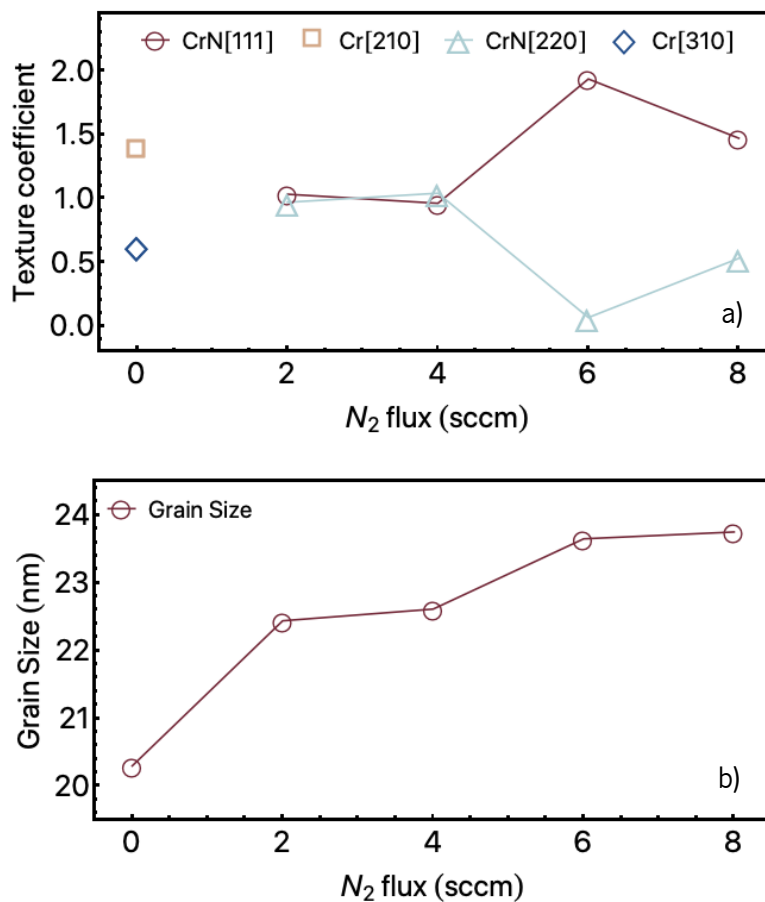 CrN[111] Cr[210] CrN[220] Cr[310]
2.0
1.5
1.0
0.5
0.0
Texture coefficient
a)
0 2 4 6 8
N₂ flux (sccm)
Grain Size
24
23
22
21
20
Grain Size (nm)
b)
0 2 4 6 8
N₂ flux (sccm)